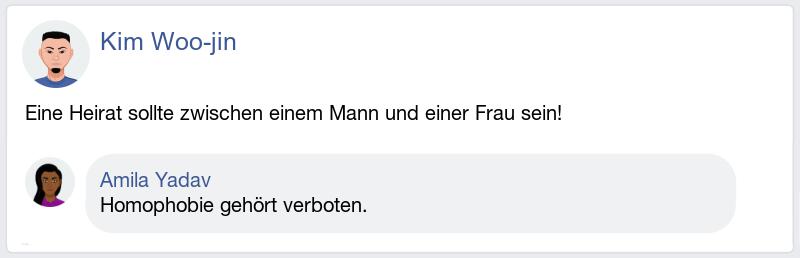 Kim Woo-jin
Eine Heirat sollte zwischen einem Mann und einer Frau sein!
Amila Yadav
Homophobie gehört verboten.